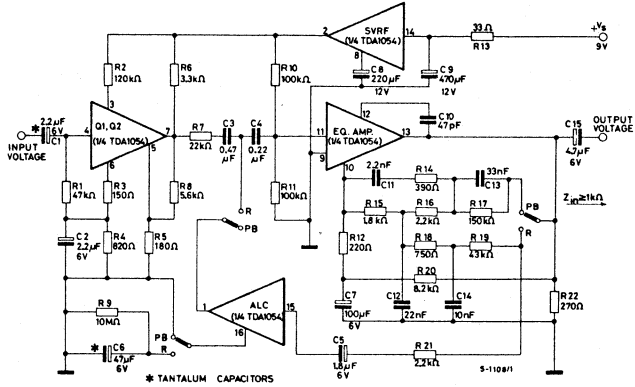 SVRF
(1/4 TDA1054)
2
14
8
33Ω
R13
+Vs
9V
R2
120kΩ
R6
3.3kΩ
R10
100kΩ
C8
220µF
12V
C9
470µF
12V
* 2.2µF
6V
C1
INPUT
VOLTAGE
3
4
Q1, Q2
(1/4 TDA1054)
7
5
6
R7
22kΩ
C3
0.47
µF
C4
0.22
µF
11
9
12
EQ. AMP.
(1/4 TDA1054)
13
10
C10
47pF
C15
4.7µF
6V
OUTPUT
VOLTAGE
R1
47kΩ
R3
150Ω
R8
5.6kΩ
R11
100kΩ
R
PB
2.2nF
C11
R14
390Ω
33nF
C13
R15
1.8kΩ
R16
2.2kΩ
R17
150kΩ
PB
R
Zin≥1kΩ
C2
2.2µF
6V
R4
820Ω
R5
180Ω
R12
220Ω
R18
750Ω
R19
43kΩ
R20
8.2kΩ
R9
10MΩ
PB
R
1
ALC
(1/4 TDA1054)
15
16
C7
100µF
6V
C12
22nF
C14
10nF
R22
270Ω
* C6
47µF
6V
C5
1.8µF
6V
R21
2.2kΩ
S-1108/1
* TANTALUM CAPACITORS